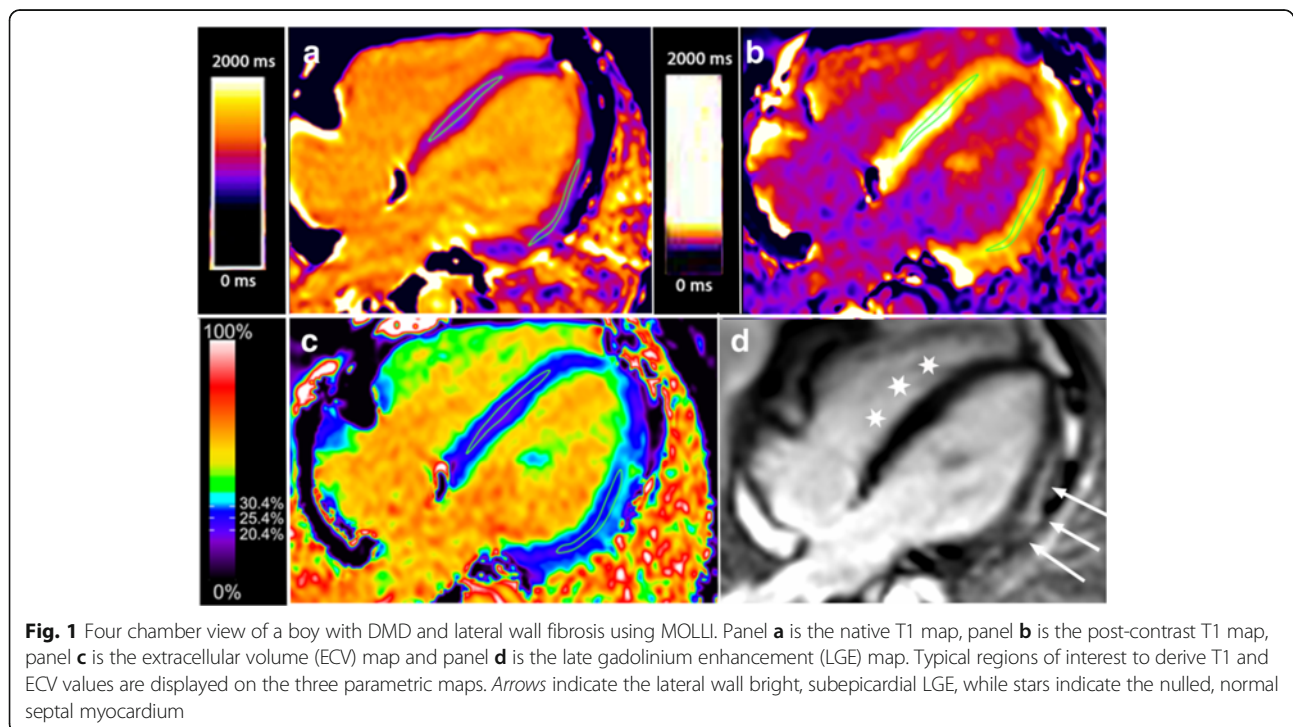 2000 ms
a
0 ms
2000 ms
b
0 ms
100%
c
30.4%
25.4%
20.4%
0%
d
Fig. 1 Four chamber view of a boy with DMD and lateral wall fibrosis using MOLLI. Panel a is the native T1 map, panel b is the post-contrast T1 map,
panel c is the extracellular volume (ECV) map and panel d is the late gadolinium enhancement (LGE) map. Typical regions of interest to derive T1 and
ECV values are displayed on the three parametric maps. Arrows indicate the lateral wall bright, subepicardial LGE, while stars indicate the nulled, normal
septal myocardium